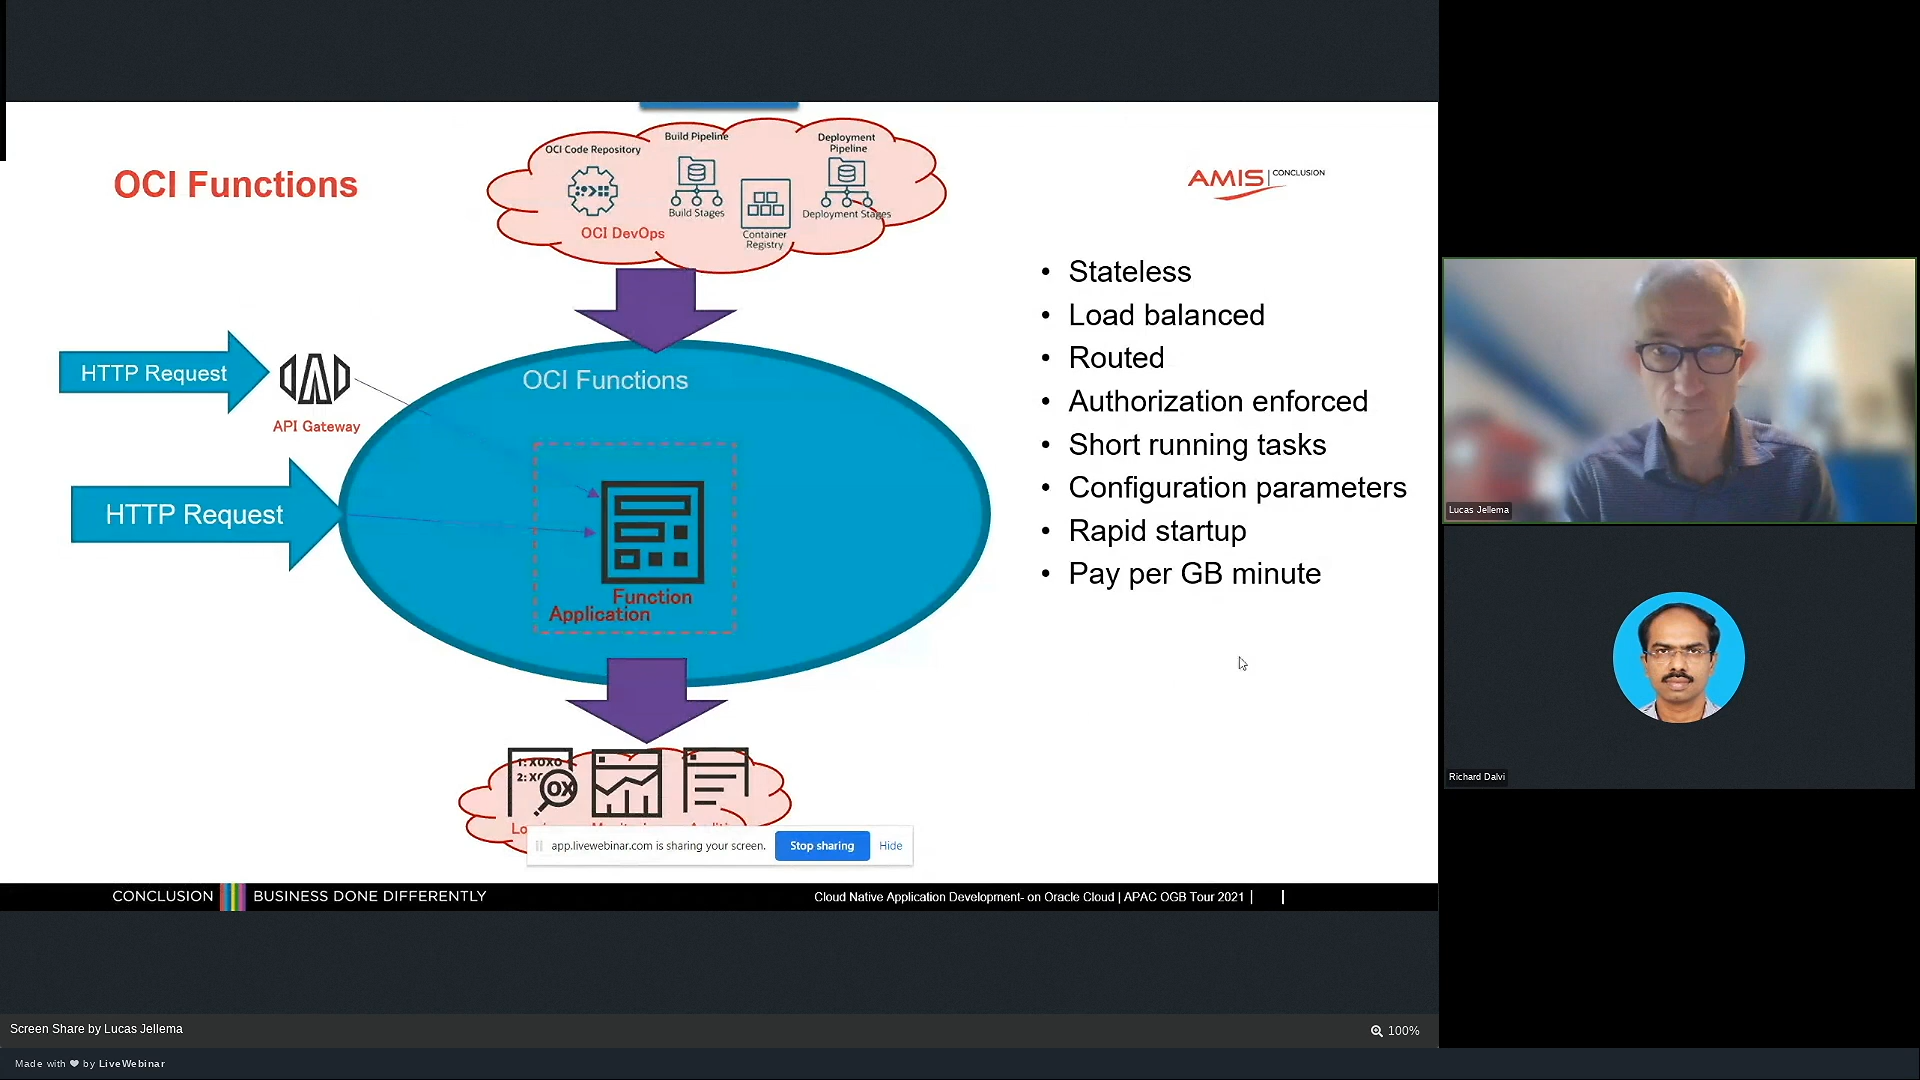 OCI Functions
OCI Code Repository
Build Pipeline
Deployment
Pipeline
Build Stages
Deployment Stages
Container
Registry
OCI DevOps
AMIS CONCLUSION
HTTP Request
API Gateway
HTTP Request
OCI Functions
Function
Application
• Stateless
• Load balanced
• Routed
• Authorization enforced
• Short running tasks
• Configuration parameters
• Rapid startup
• Pay per GB minute
1: XOXO
OX
app.livewebinar.com is sharing your screen.
Stop sharing
Hide
CONCLUSION BUSINESS DONE DIFFERENTLY
Cloud Native Application Development- on Oracle Cloud | APAC OGB Tour 2021 |
Lucas Jellema
Richard Dalvi
Screen Share by Lucas Jellema
100%
Made with ❤ by LiveWebinar